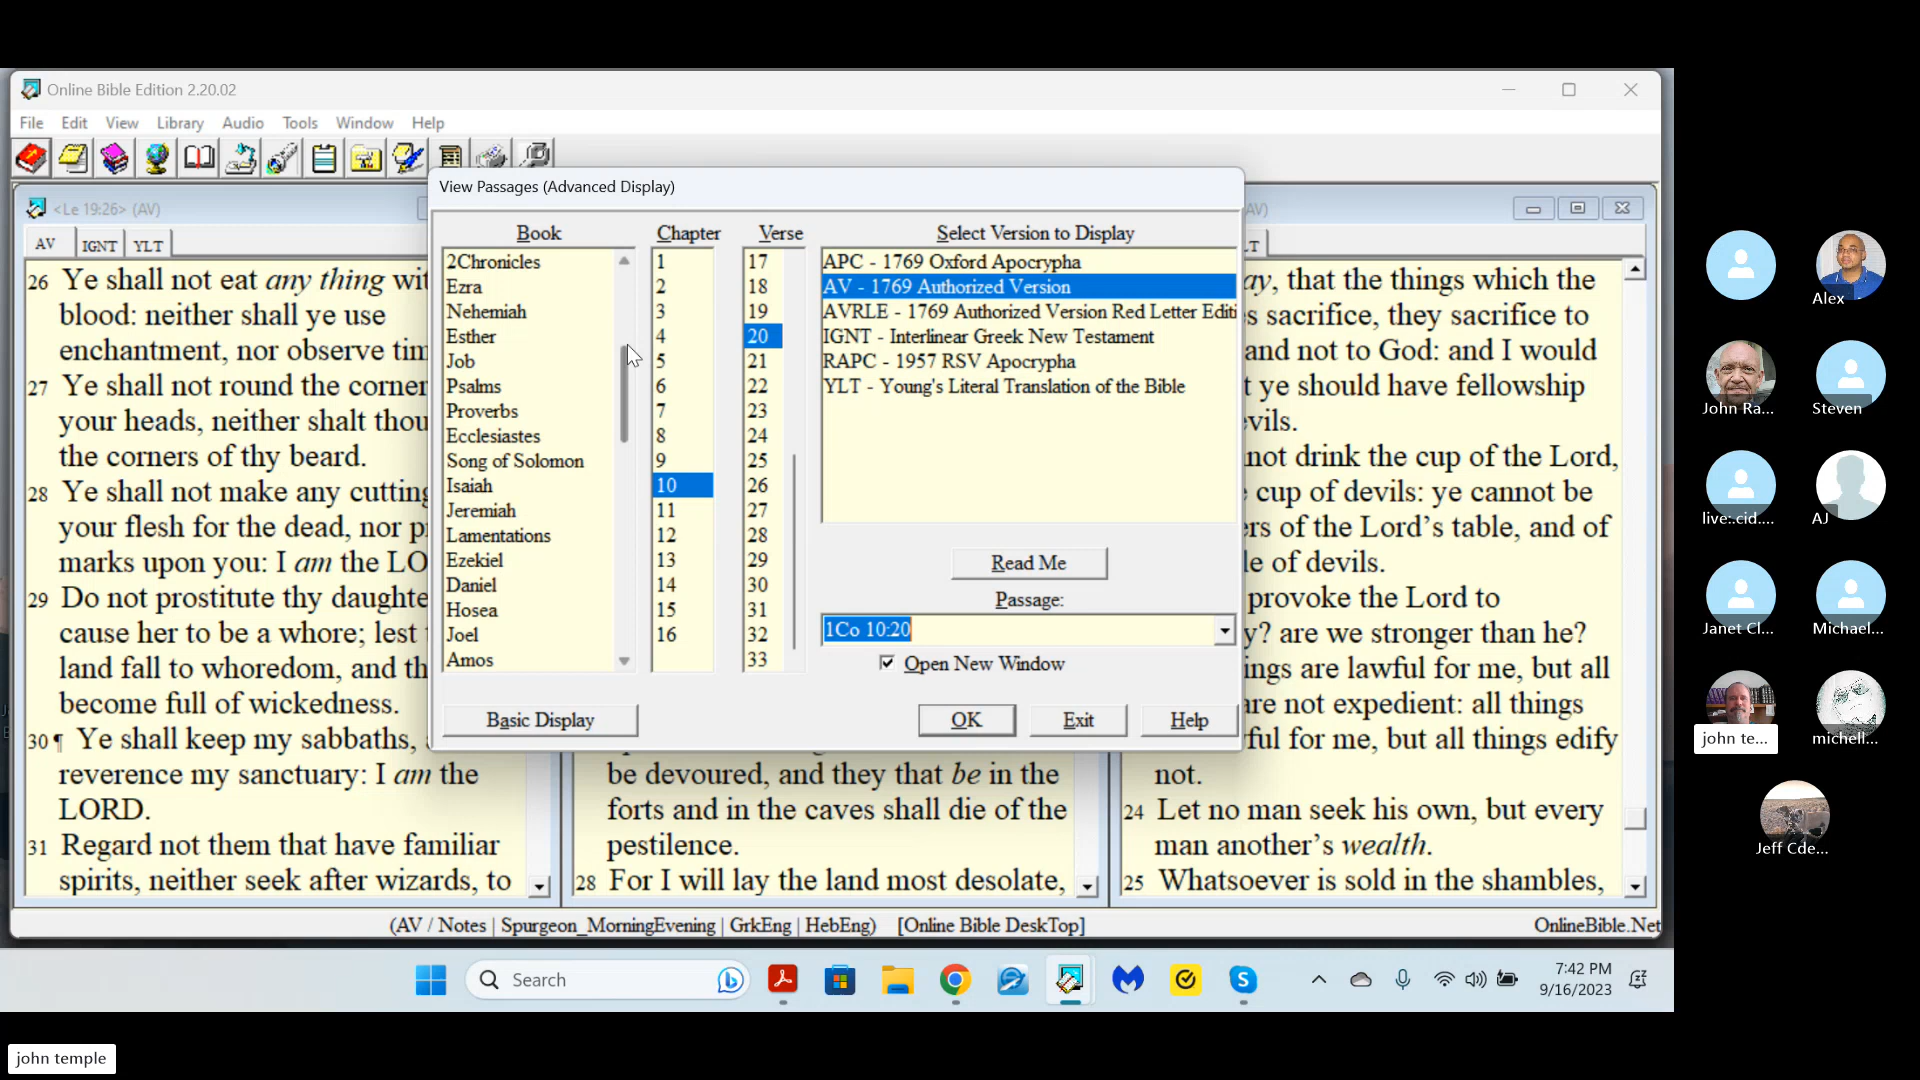 Online Bible Edition 2.20.02
File Edit View Library Audio Tools Window Help
<Le 19:26> (AV)
AV IGNT YLT
26 Ye shall not eat any thing wit
blood: neither shall ye use
enchantment, nor observe tim
27 Ye shall not round the corner
your heads, neither shalt thou
the corners of thy beard.
28 Ye shall not make any cutting
your flesh for the dead, nor p
marks upon you: I am the LO
29 Do not prostitute thy daughte
cause her to be a whore; lest
land fall to whoredom, and th
become full of wickedness.
30 ¶ Ye shall keep my sabbaths,
reverence my sanctuary: I am the
LORD.
31 Regard not them that have familiar
spirits, neither seek after wizards, to
View Passages (Advanced Display)
Book
2Chronicles
Ezra
Nehemiah
Esther
Job
Psalms
Proverbs
Ecclesiastes
Song of Solomon
Isaiah
Jeremiah
Lamentations
Ezekiel
Daniel
Hosea
Joel
Amos
Chapter
1
2
3
4
5
6
7
8
9
10
11
12
13
14
15
16
Verse
17
18
19
20
21
22
23
24
25
26
27
28
29
30
31
32
33
Select Version to Display
APC - 1769 Oxford Apocrypha
AV - 1769 Authorized Version
AVRLE - 1769 Authorized Version Red Letter Editi
IGNT - Interlinear Greek New Testament
RAPC - 1957 RSV Apocrypha
YLT - Young's Literal Translation of the Bible
Read Me
Passage:
1Co 10:20
Open New Window
Basic Display OK Exit Help
be devoured, and they that be in the
forts and in the caves shall die of the
pestilence.
28 For I will lay the land most desolate,
AV)
LT
ay, that the things which the
s sacrifice, they sacrifice to
and not to God: and I would
t ye should have fellowship
evils.
not drink the cup of the Lord,
cup of devils: ye cannot be
ers of the Lord's table, and of
le of devils.
provoke the Lord to
y? are we stronger than he?
ings are lawful for me, but all
are not expedient: all things
ful for me, but all things edify
not.
24 Let no man seek his own, but every
man another's wealth.
25 Whatsoever is sold in the shambles,
(AV / Notes | Spurgeon_MorningEvening | GrkEng | HebEng) [Online Bible DeskTop]
OnlineBible.Net
Search
7:42 PM
9/16/2023
Alex
John Ra...
Steven
live:.cid....
AJ
Janet Cl...
Michael...
john te...
michell...
Jeff Cde...
john temple